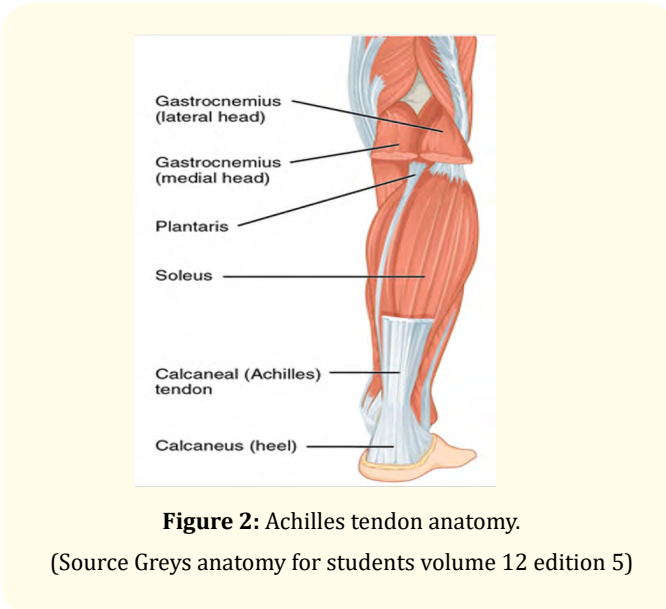 Gastrocnemius
(lateral head)
Gastrocnemius
(medial head)
Plantaris
Soleus
Calcaneal (Achilles)
tendon
Calcaneus (heel)
Figure 2: Achilles tendon anatomy.
(Source Greys anatomy for students volume 12 edition 5)